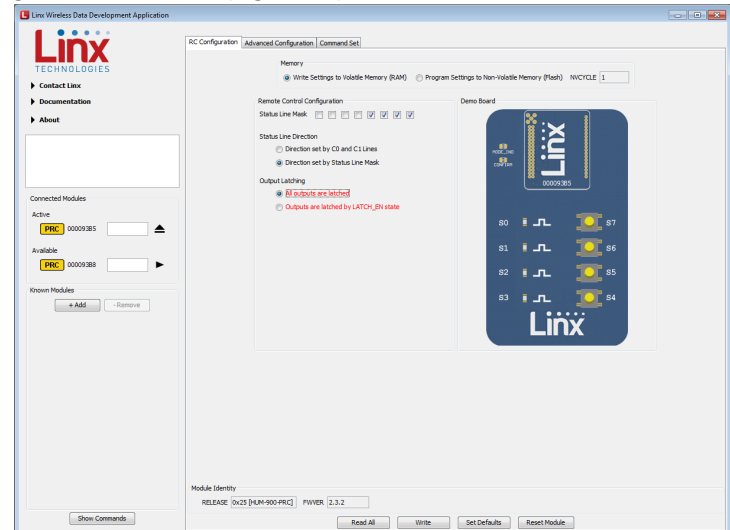 Linx Wireless Data Development Application
Linx
TECHNOLOGIES
Contact Linx
Documentation
About
Connected Modules
Active
PRC 000093B5
Available
PRC 000093B8
Known Modules
+ Add - Remove
Show Commands
RC Configuration Advanced Configuration Command Set
Memory
Write Settings to Volatile Memory (RAM) Program Settings to Non-Volatile Memory (Flash) NVCYCLE 1
Remote Control Configuration
Status Line Mask
Status Line Direction
Direction set by C0 and C1 Lines
Direction set by Status Line Mask
Output Latching
All outputs are latched
Outputs are latched by LATCH_EN state
Demo Board
Linx
MODE_IND
CONFIRM
000093B5
S0 S7
S1 S6
S2 S5
S3 S4
Linx
Module Identity
RELEASE 0x25 [HUM-900-PRC] FWVER 2.3.2
Read All Write Set Defaults Reset Module